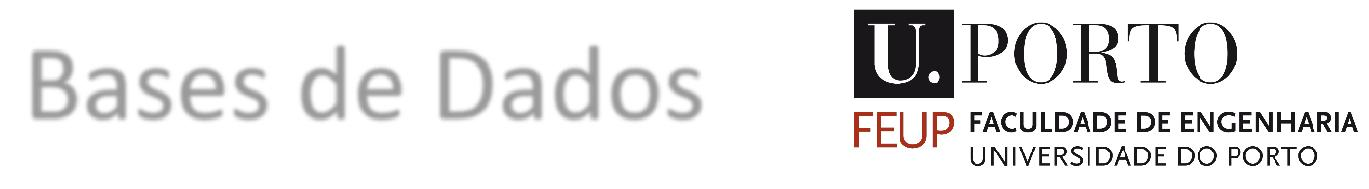 Bases de Dados
U.PORTO
FEUP FACULDADE DE ENGENHARIA
UNIVERSIDADE DO PORTO